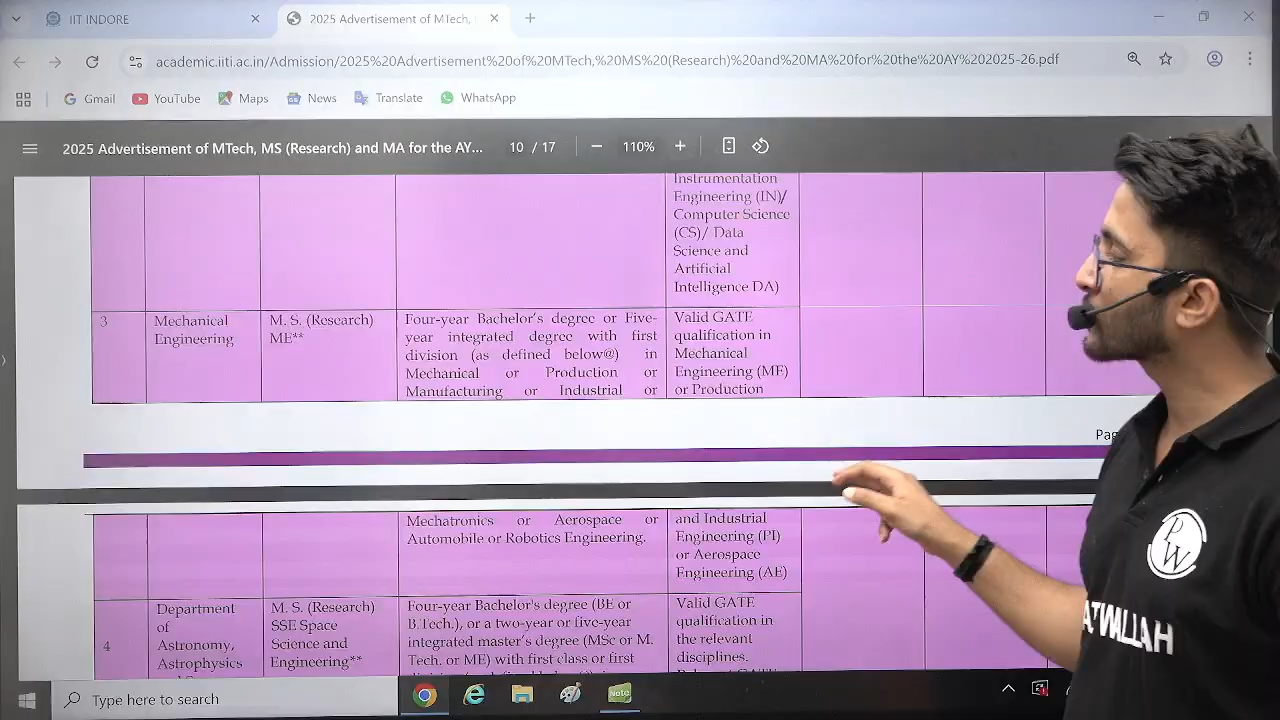 IIT INDORE
2025 Advertisement of MTech,
academic.iiti.ac.in/Admission/2025%20Advertisement%20of%20MTech,%20MS%20(Research)%20and%20MA%20for%20the%20AY%202025-26.pdf
Gmail YouTube Maps News Translate WhatsApp
2025 Advertisement of MTech, MS (Research) and MA for the AY... 10 / 17 110%
Instrumentation
Engineering (IN)/
Computer Science
(CS)/ Data
Science and
Artificial
Intelligence DA)
3
Mechanical
Engineering
M. S. (Research)
ME**
Four-year Bachelor's degree or Five-
year integrated degree with first
division (as defined below@) in
Mechanical or Production or
Manufacturing or Industrial or
Valid GATE
qualification in
Mechanical
Engineering (ME)
or Production
Mechatronics or Aerospace or
Automobile or Robotics Engineering.
and Industrial
Engineering (PI)
or Aerospace
Engineering (AE)
4
Department
of
Astronomy,
Astrophysics
M. S. (Research)
SSE Space
Science and
Engineering**
Four-year Bachelor's degree (BE or
B.Tech.), or a two-year or five-year
integrated master's degree (MSc or M.
Tech. or ME) with first class or first
Valid GATE
qualification in
the relevant
disciplines.
PW
Type here to search
Note